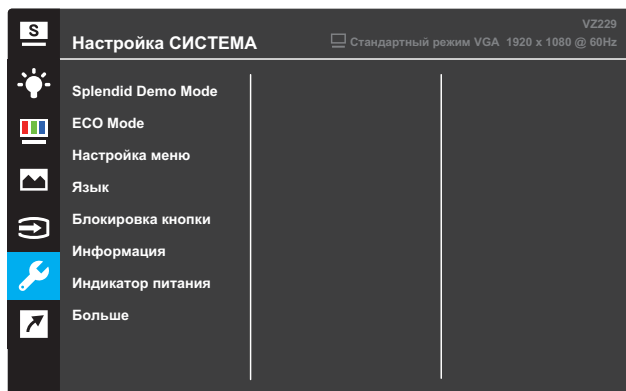 S
VZ229
Настройка СИСТЕМА
Стандартный режим VGA 1920 x 1080 @ 60Hz
Splendid Demo Mode
ECO Mode
Настройка меню
Язык
Блокировка кнопки
Информация
Индикатор питания
Больше